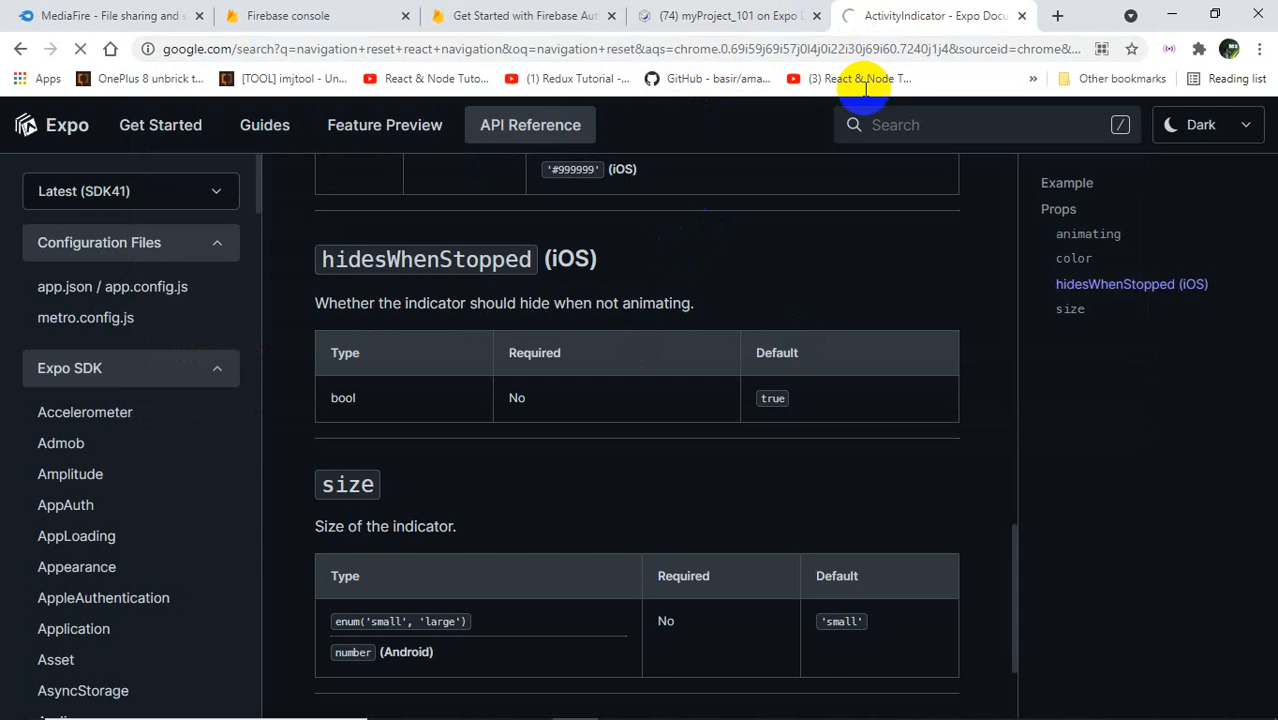 MediaFire - File sharing and s
Firebase console
Get Started with Firebase Aut
(74) myProject_101 on Expo
ActivityIndicator - Expo Docu
google.com/search?q=navigation+reset+react+navigation&oq=navigation+reset&aqs=chrome.0.69i59j69i57j0l4j0i22i30j69i60.7240j1j4&sourceid=chrome&...
Apps
OnePlus 8 unbrick t...
[TOOL] imjtool - Un...
React & Node Tuto...
(1) Redux Tutorial -...
GitHub - tassir/ama...
(3) React & Node T...
»
Other bookmarks
Reading list
Expo
Get Started
Guides
Feature Preview
API Reference
Search
/
Dark
Latest (SDK41)
Configuration Files
app.json / app.config.js
metro.config.js
Expo SDK
Accelerometer
Admob
Amplitude
AppAuth
AppLoading
Appearance
AppleAuthentication
Application
Asset
AsyncStorage
'#999999' (iOS)
hidesWhenStopped (iOS)
Whether the indicator should hide when not animating.
Type Required Default
bool No true
size
Size of the indicator.
Type Required Default
enum('small', 'large') No 'small'
number (Android)
Example
Props
animating
color
hidesWhenStopped (iOS)
size